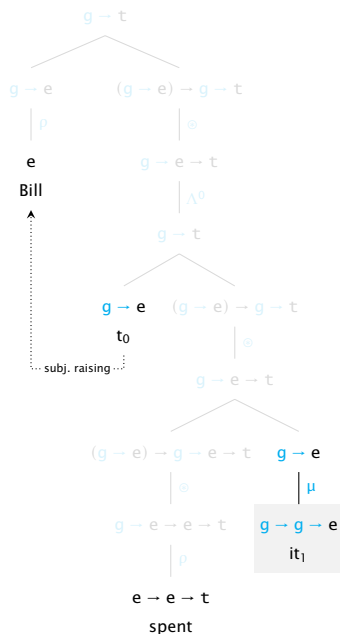 g → t
g → e (g → e) → g → t
ρ ⊛
e g → e → t
Bill
Λ⁰
g → t
g → e (g → e) → g → t
t₀ ⊛
subj. raising
g → e → t
(g → e) → g → e → t g → e
⊛ μ
g → e → e → t g → g → e
ρ it₁
e → e → t
spent